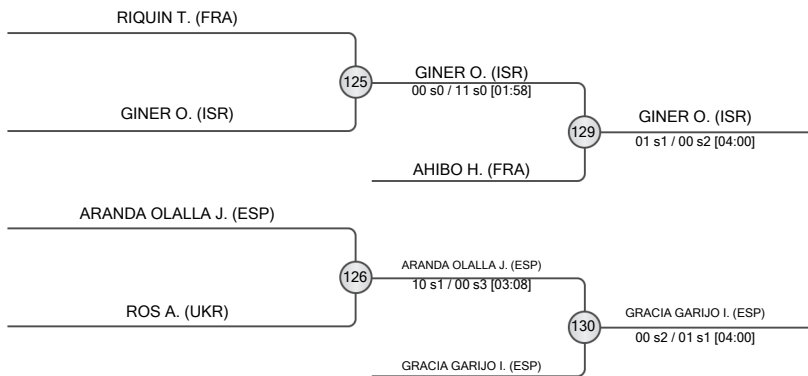 RIQUIN T. (FRA)
125
GINER O. (ISR)
00 s0 / 11 s0 [01:58]
GINER O. (ISR)
129
GINER O. (ISR)
01 s1 / 00 s2 [04:00]
AHIBO H. (FRA)
ARANDA OLALLA J. (ESP)
126
ARANDA OLALLA J. (ESP)
10 s1 / 00 s3 [03:08]
ROS A. (UKR)
130
GRACIA GARIJO I. (ESP)
00 s2 / 01 s1 [04:00]
GRACIA GARIJO I. (ESP)